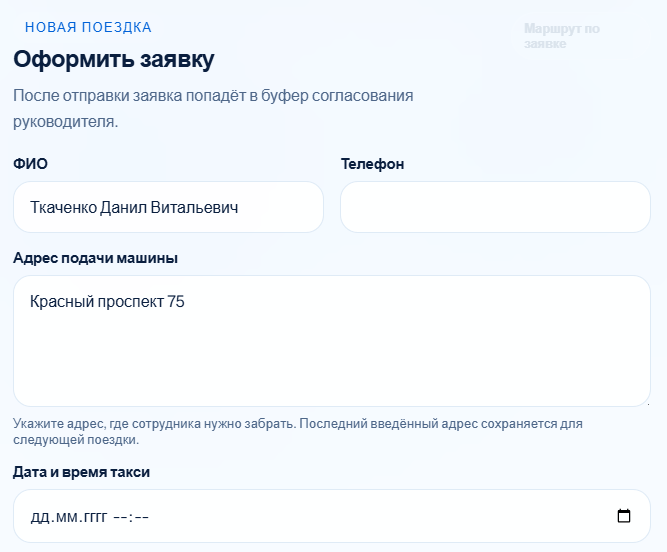 НОВАЯ ПОЕЗДКА
Маршрут по
заявке
Оформить заявку
После отправки заявка попадёт в буфер согласования
руководителя.
ФИО
Телефон
Ткаченко Данил Витальевич
Адрес подачи машины
Красный проспект 75
Укажите адрес, где сотрудника нужно забрать. Последний введённый адрес сохраняется для
следующей поездки.
Дата и время такси
дд.мм.гггг --:--